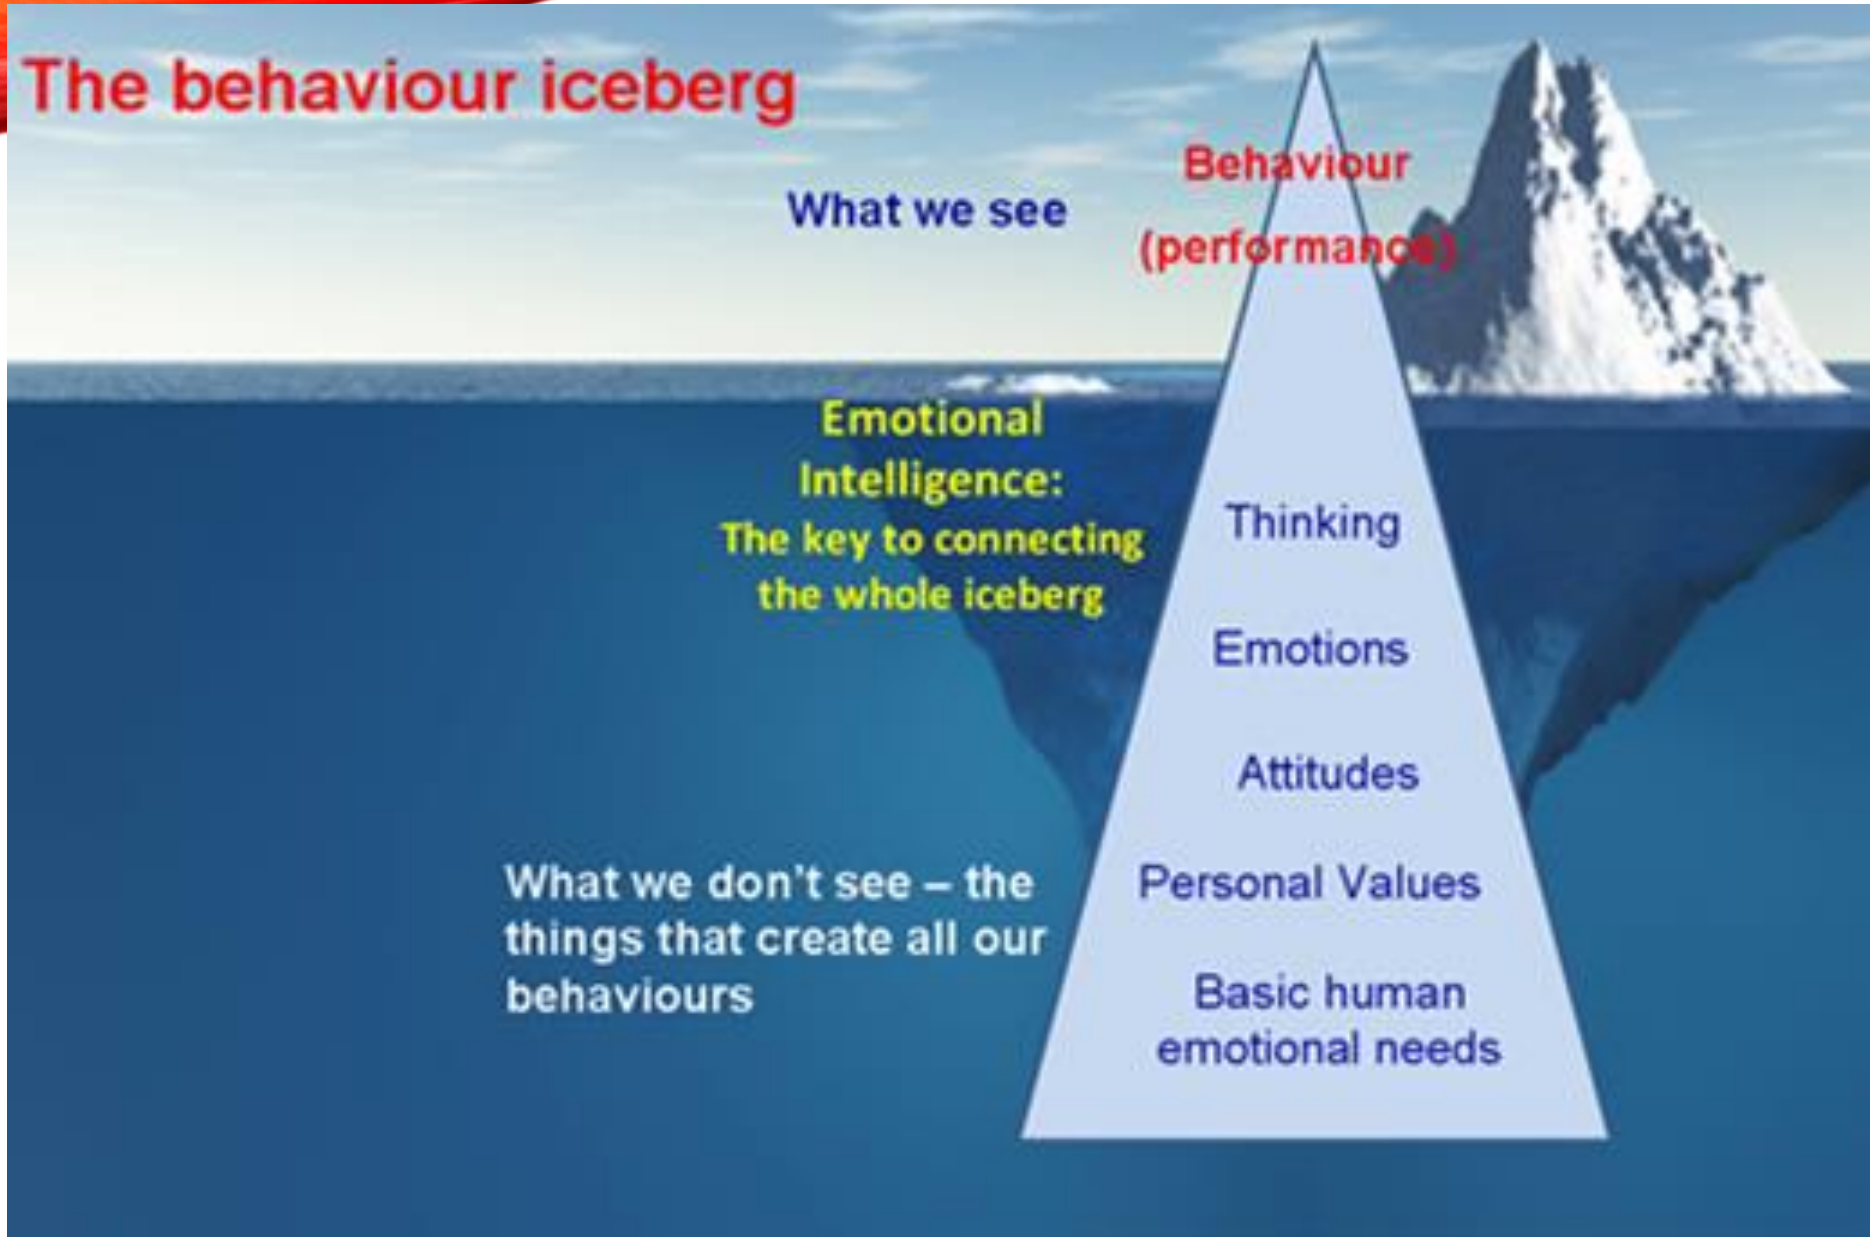 The behaviour iceberg
What we see
Behaviour
(performance)
Emotional
Intelligence:
The key to connecting
the whole iceberg
Thinking
Emotions
Attitudes
What we don't see – the
things that create all our
behaviours
Personal Values
Basic human
emotional needs